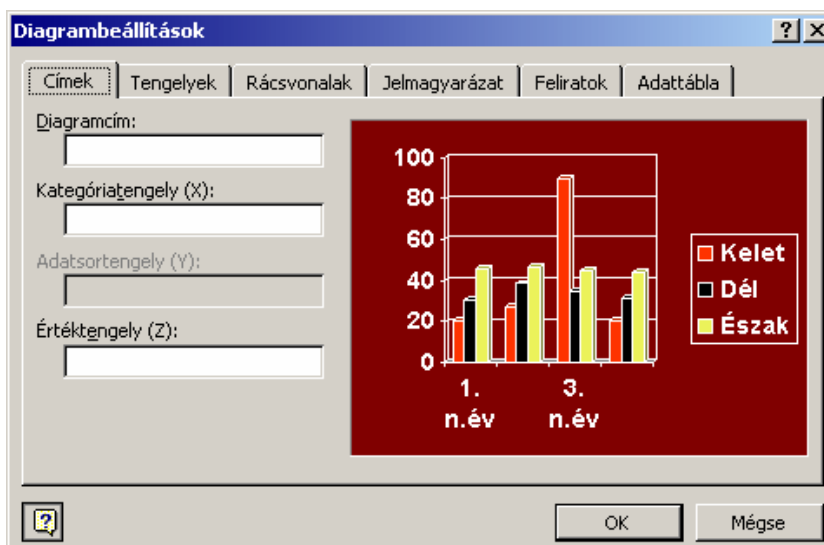 Diagrambeállítások
Címek Tengelyek Rácsvonalak Jelmagyarázat Feliratok Adattábla
Diagramcím:
Kategóriatengely (X):
Adatsortengely (Y):
Értéktengely (Z):
100
80
60
40
20
0
1. n.év
3. n.év
Kelet
Dél
Észak
OK Mégse